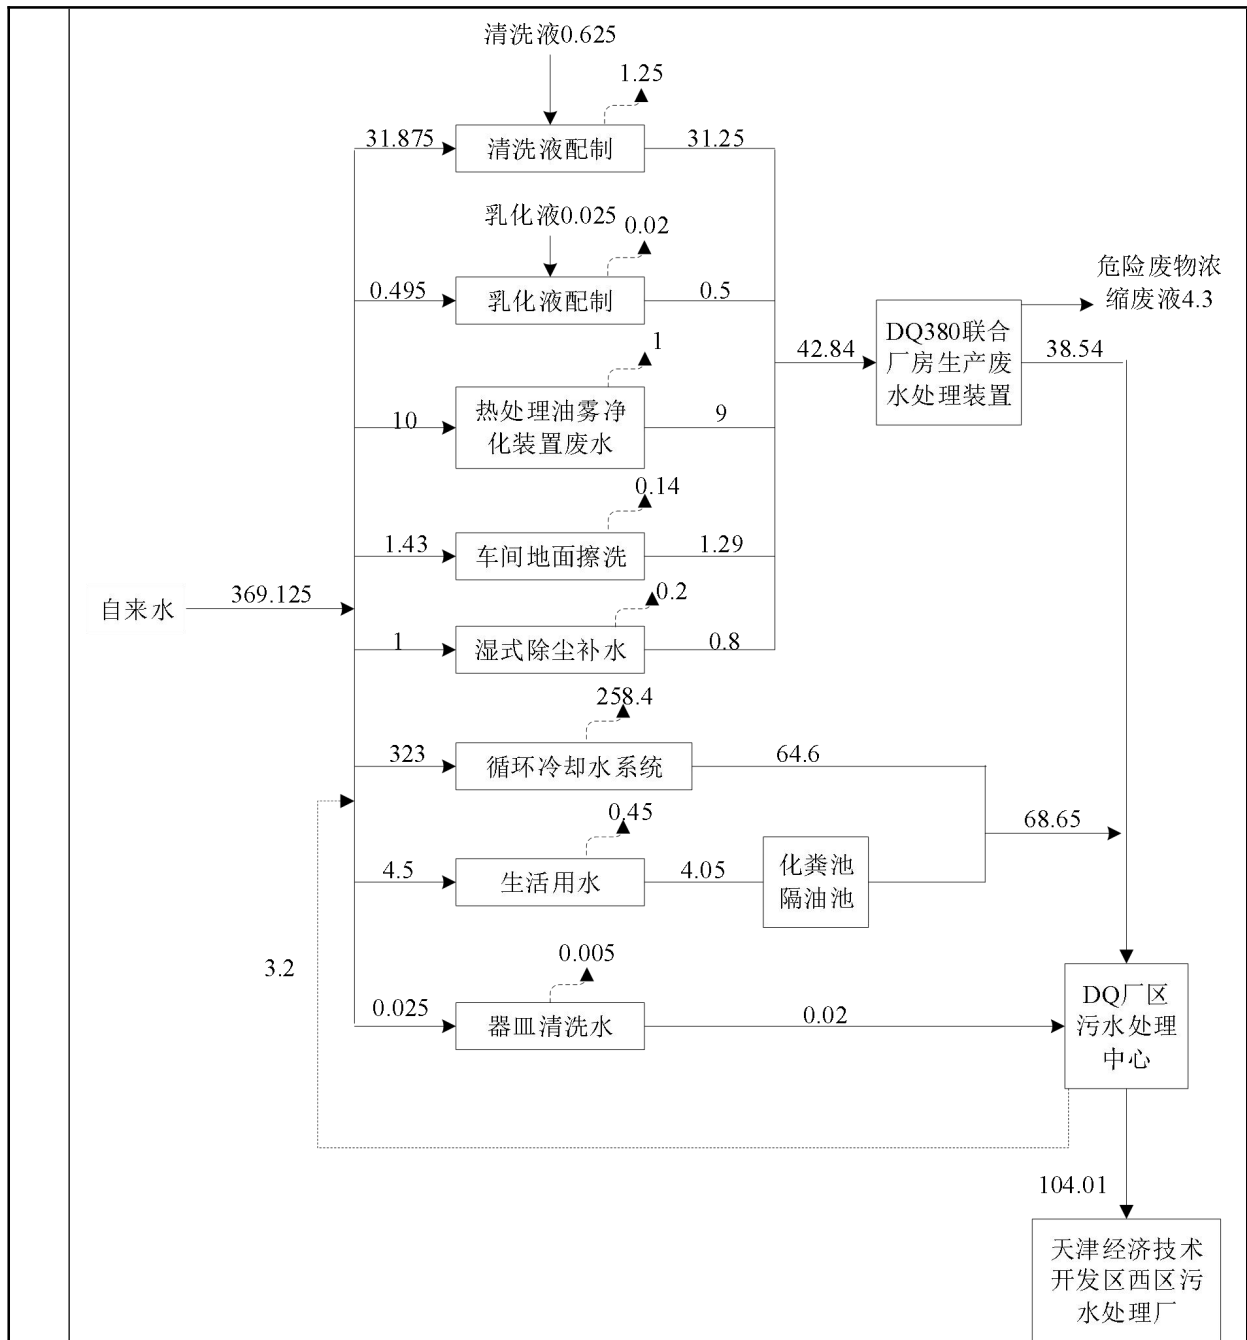 清洗液0.625
1.25
31.875
清洗液配制
31.25
乳化液0.025
0.02
0.495
乳化液配制
0.5
危险废物浓
缩废液4.3
DQ380联合
厂房生产废
水处理装置
42.84
38.54
1
10
热处理油雾净
化装置废水
9
0.14
1.43
车间地面擦洗
1.29
自来水
369.125
0.2
1
湿式除尘补水
0.8
258.4
323
循环冷却水系统
64.6
0.45
68.65
4.5
生活用水
4.05
化粪池
隔油池
3.2
0.005
0.025
器皿清洗水
0.02
DQ厂区
污水处理
中心
104.01
天津经济技术
开发区西区污
水处理厂